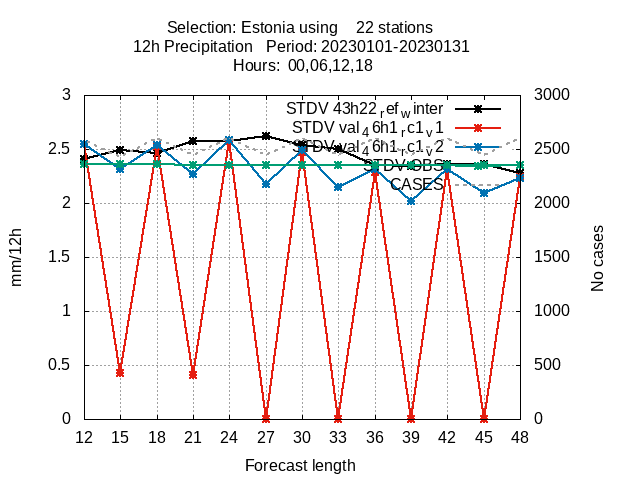 Selection: Estonia using 22 stations
12h Precipitation Period: 20230101-20230131
Hours: 00,06,12,18
3 3000
STDV 43h22refwinter
STDV val46h1rc1v1
2.5 STDV val46h1rc1v2 2500
STDV OBS
CASES
2 2000
1.5 1500
1 1000
0.5 500
0 0
mm/12h
No cases
12 15 18 21 24 27 30 33 36 39 42 45 48
Forecast length